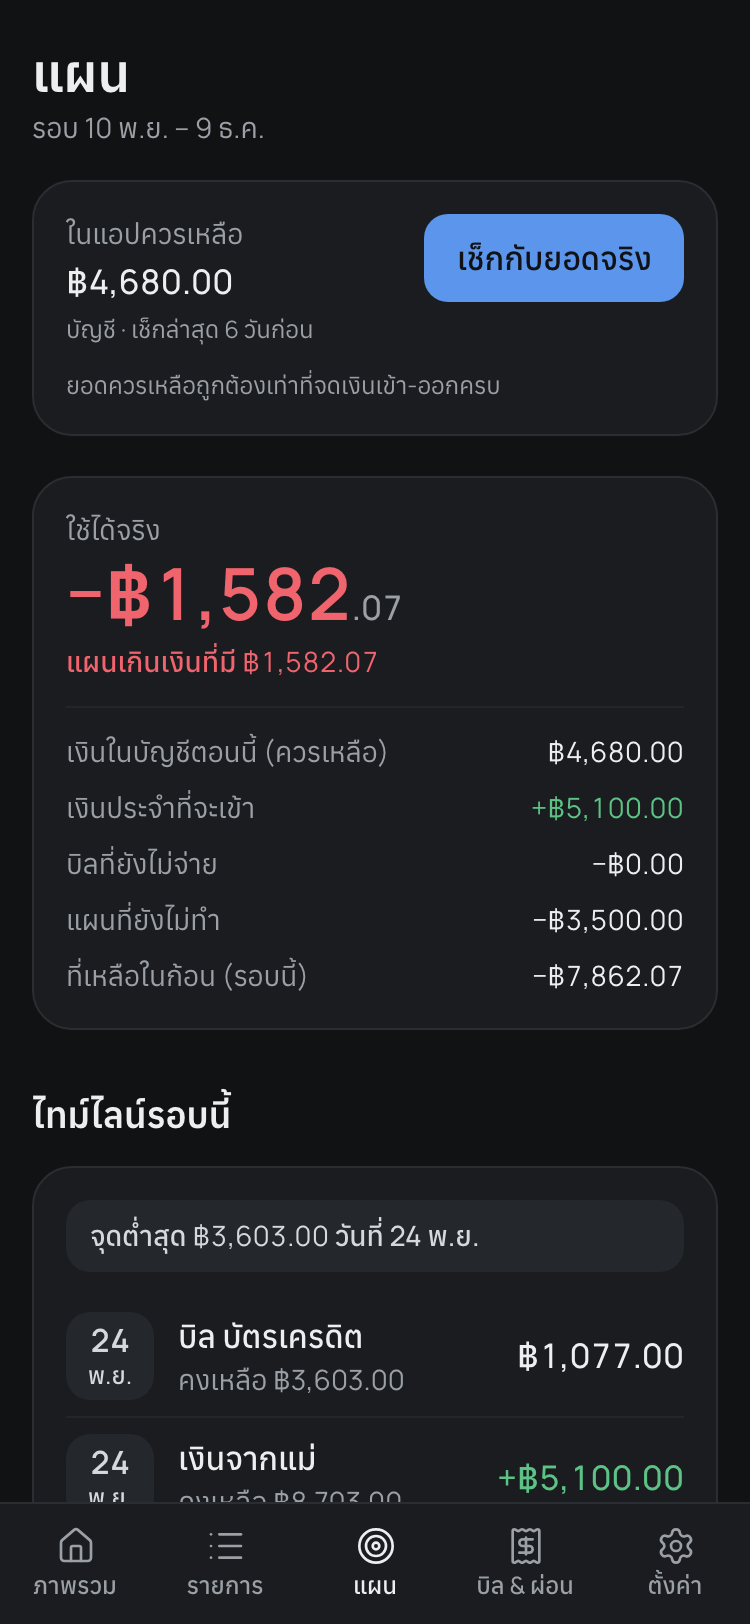 แผน
รอบ 10 พ.ย. – 9 ธ.ค.
ในแอปควรเหลือ
฿4,680.00
บัญชี · เช็กล่าสุด 6 วันก่อน
เช็กกับยอดจริง
ยอดควรเหลือถูกต้องเท่าที่จดเงินเข้า-ออกครบ
ใช้ได้จริง
−฿1,582.07
แผนเกินเงินที่มี ฿1,582.07
เงินในบัญชีตอนนี้ (ควรเหลือ) ฿4,680.00
เงินประจำที่จะเข้า +฿5,100.00
บิลที่ยังไม่จ่าย −฿0.00
แผนที่ยังไม่ทำ −฿3,500.00
ที่เหลือในก้อน (รอบนี้) −฿7,862.07
ไทม์ไลน์รอบนี้
จุดต่ำสุด ฿3,603.00 วันที่ 24 พ.ย.
24 พ.ย.
บิล บัตรเครดิต ฿1,077.00
คงเหลือ ฿3,603.00
24 พ.ย.
เงินจากแม่ +฿5,100.00
คงเหลือ ฿8,703.00
ภาพรวม รายการ แผน บิล & ผ่อน ตั้งค่า